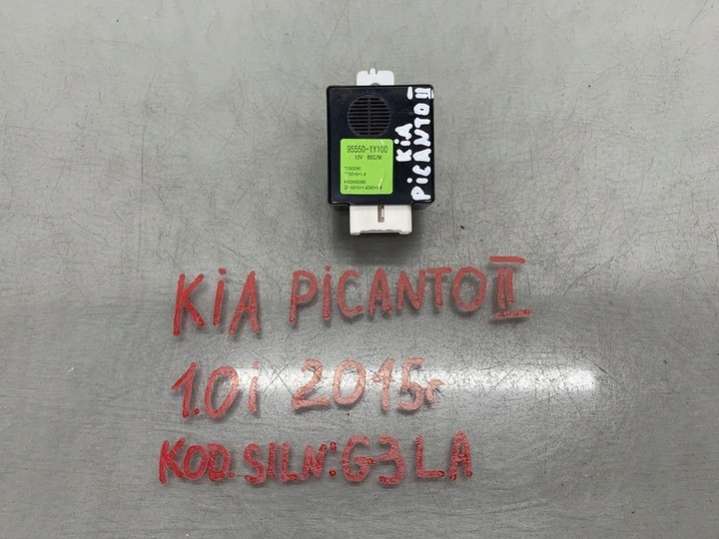 95550-1Y100
KiA
PiCANTO II
KiA PiCANTO II
1.0i 2015r
KOD.SILN:G3LA